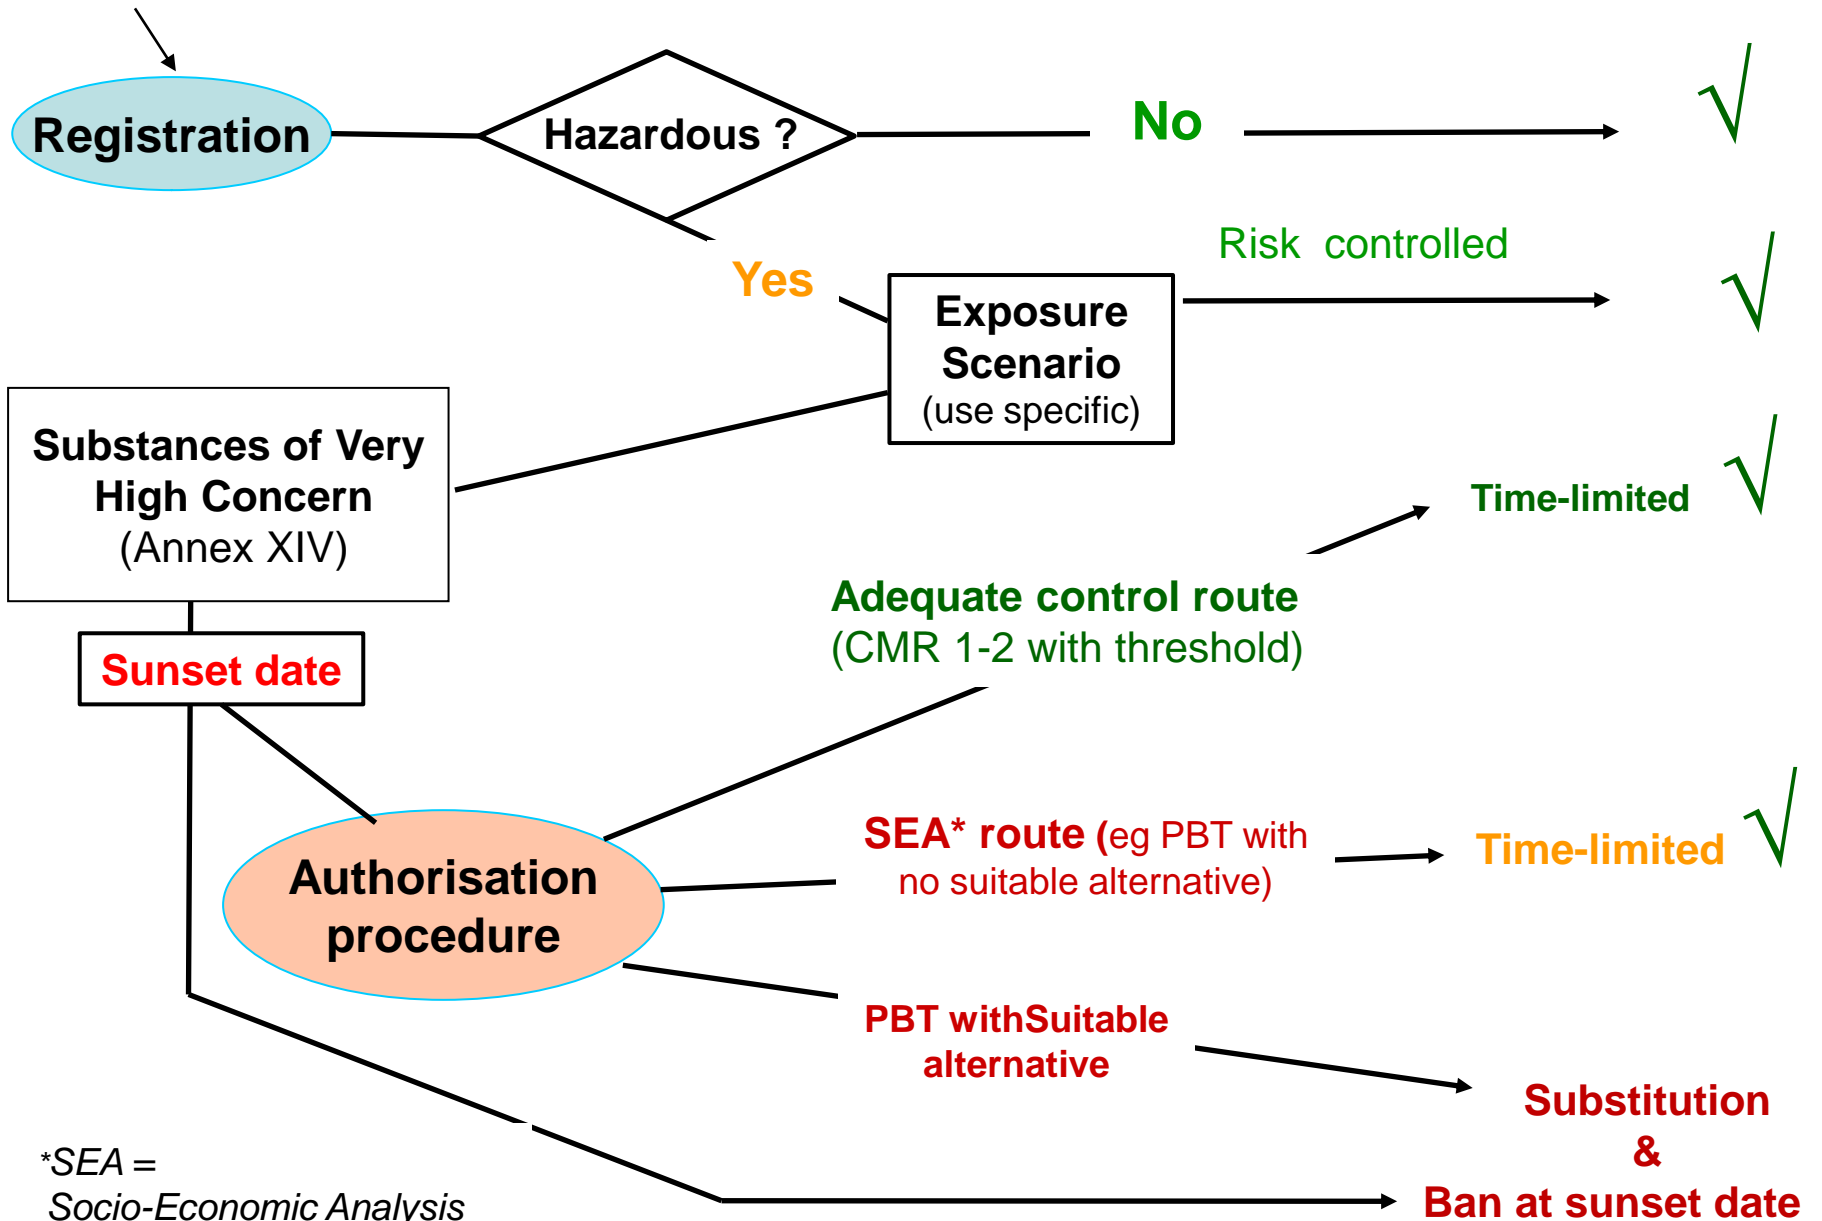 Registration
Hazardous ?
No
√
Yes
Risk controlled
√
Exposure
Scenario
(use specific)
Substances of Very
High Concern
(Annex XIV)
Time-limited √
Adequate control route
(CMR 1-2 with threshold)
Sunset date
Authorisation
procedure
SEA* route (eg PBT with
no suitable alternative)
Time-limited √
PBT withSuitable
alternative
Substitution
&
Ban at sunset date
*SEA =
Socio-Economic Analysis